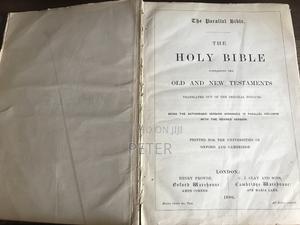 The Parallel Bible.
THE
HOLY BIBLE
CONTAINING THE
OLD AND NEW TESTAMENTS
TRANSLATED OUT OF THE ORIGINAL TONGUES:
BEING THE AUTHORISED VERSION ARRANGED IN PARALLEL COLUMNS
WITH THE REVISED VERSION
PRINTED FOR THE UNIVERSITIES OF
OXFORD AND CAMBRIDGE
LONDON:
HENRY FROWDE, C. J. CLAY AND SONS,
Oxford Warehouse Cambridge Warehouse
AMEN CORNER AVE MARIA LANE.
PETER